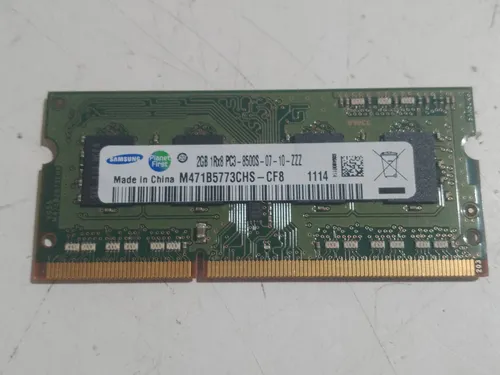 SAMSUNG
Planet First
2GB 1Rx8 PC3-8500S-07-10-ZZZ
Made in China M471B5773CHS-CF8 1114